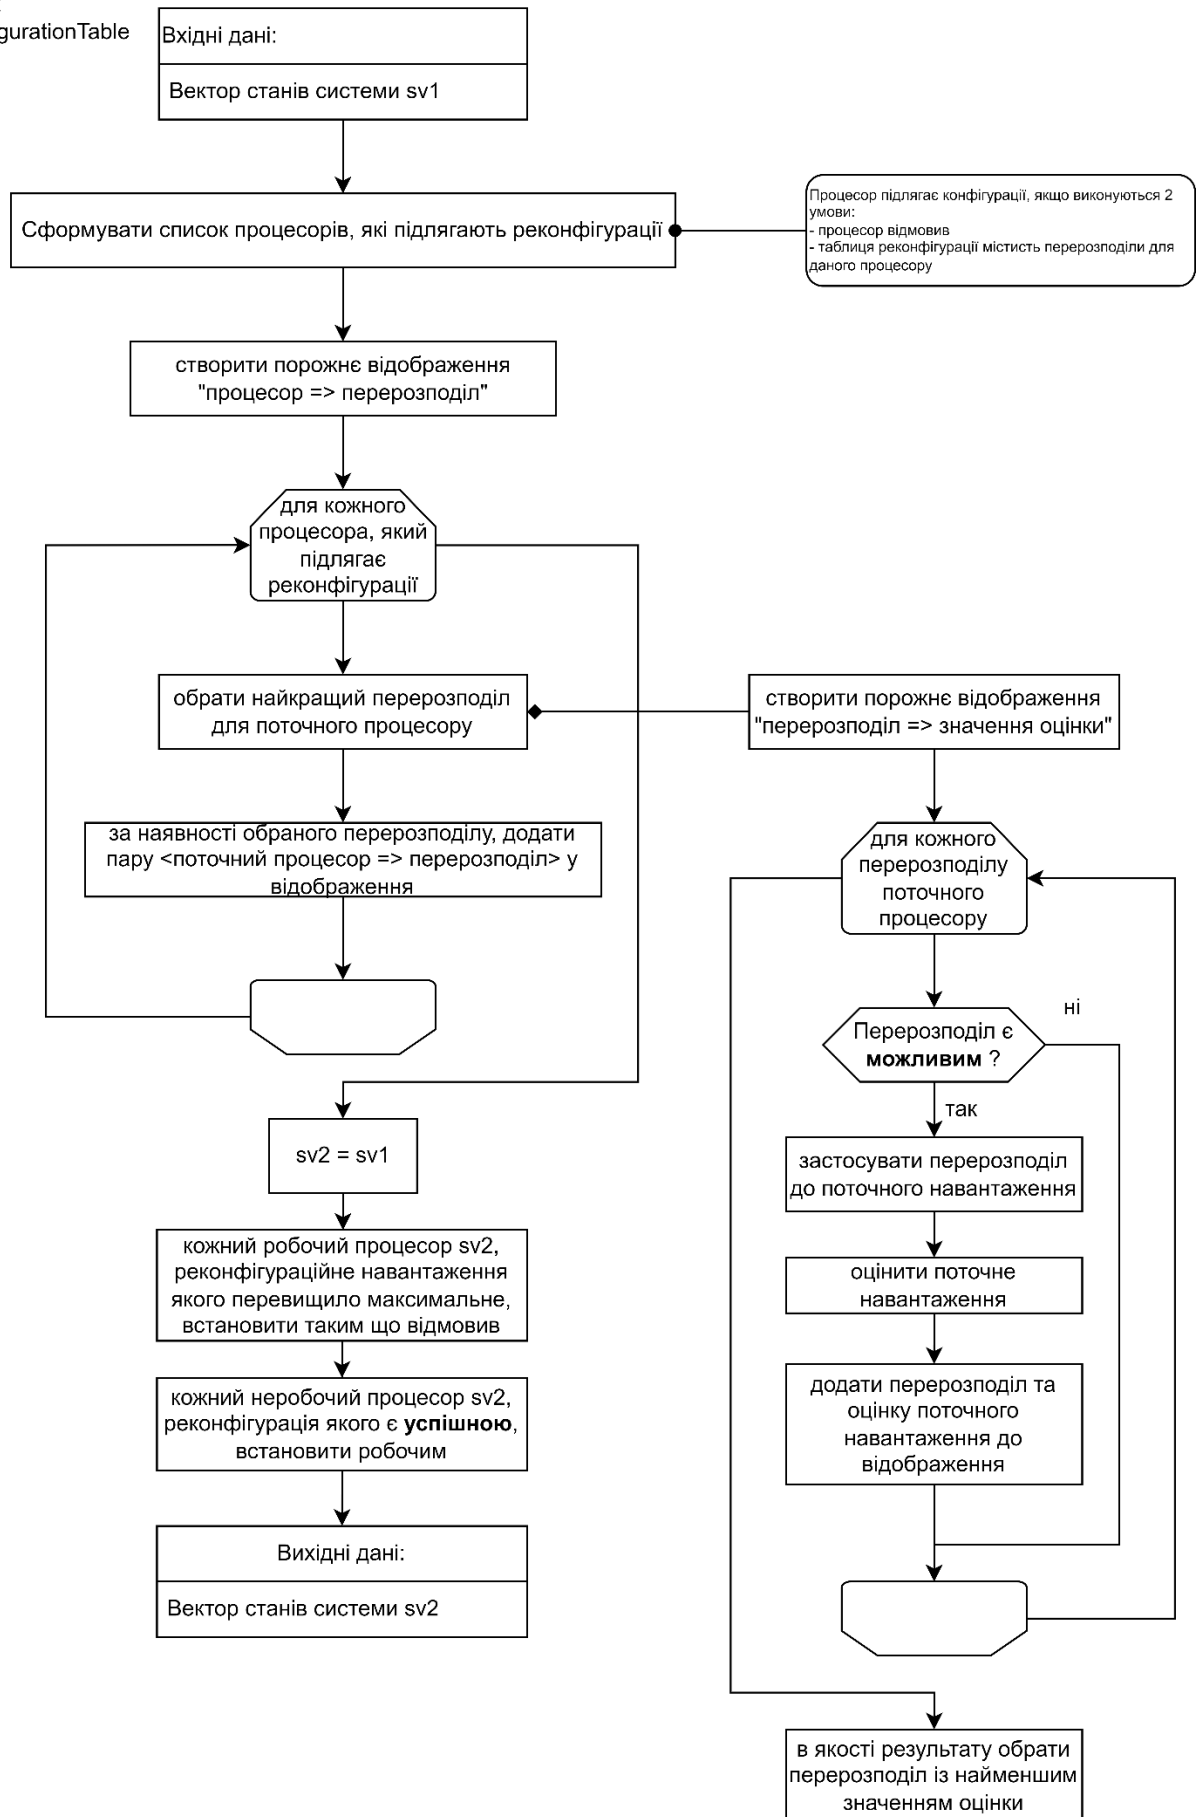 gurationTable
Вхідні дані:
Вектор станів системи sv1
Сформувати список процесорів, які підлягають реконфігурації
Процесор підлягає конфігурації, якщо виконуються 2
умови:
- процесор відмовив
- таблиця реконфігурації містисть перерозподіли для
даного процесору
створити порожнє відображення
"процесор => перерозподіл"
для кожного
процесора, який
підлягає
реконфігурації
обрати найкращий перерозподіл
для поточного процесору
за наявності обраного перерозподілу, додати
пару <поточний процесор => перерозподіл> у
відображення
sv2 = sv1
кожний робочий процесор sv2,
реконфігураційне навантаження
якого перевищило максимальне,
встановити таким що відмовив
кожний неробочий процесор sv2,
реконфігурація якого є успішною,
встановити робочим
Вихідні дані:
Вектор станів системи sv2
створити порожнє відображення
"перерозподіл => значення оцінки"
для кожного
перерозподілу
поточного
процесору
Перерозподіл є
можливим ?
ні
так
застосувати перерозподіл
до поточного навантаження
оцінити поточне
навантаження
додати перерозподіл та
оцінку поточного
навантаження до
відображення
в якості результату обрати
перерозподіл із найменшим
значенням оцінки